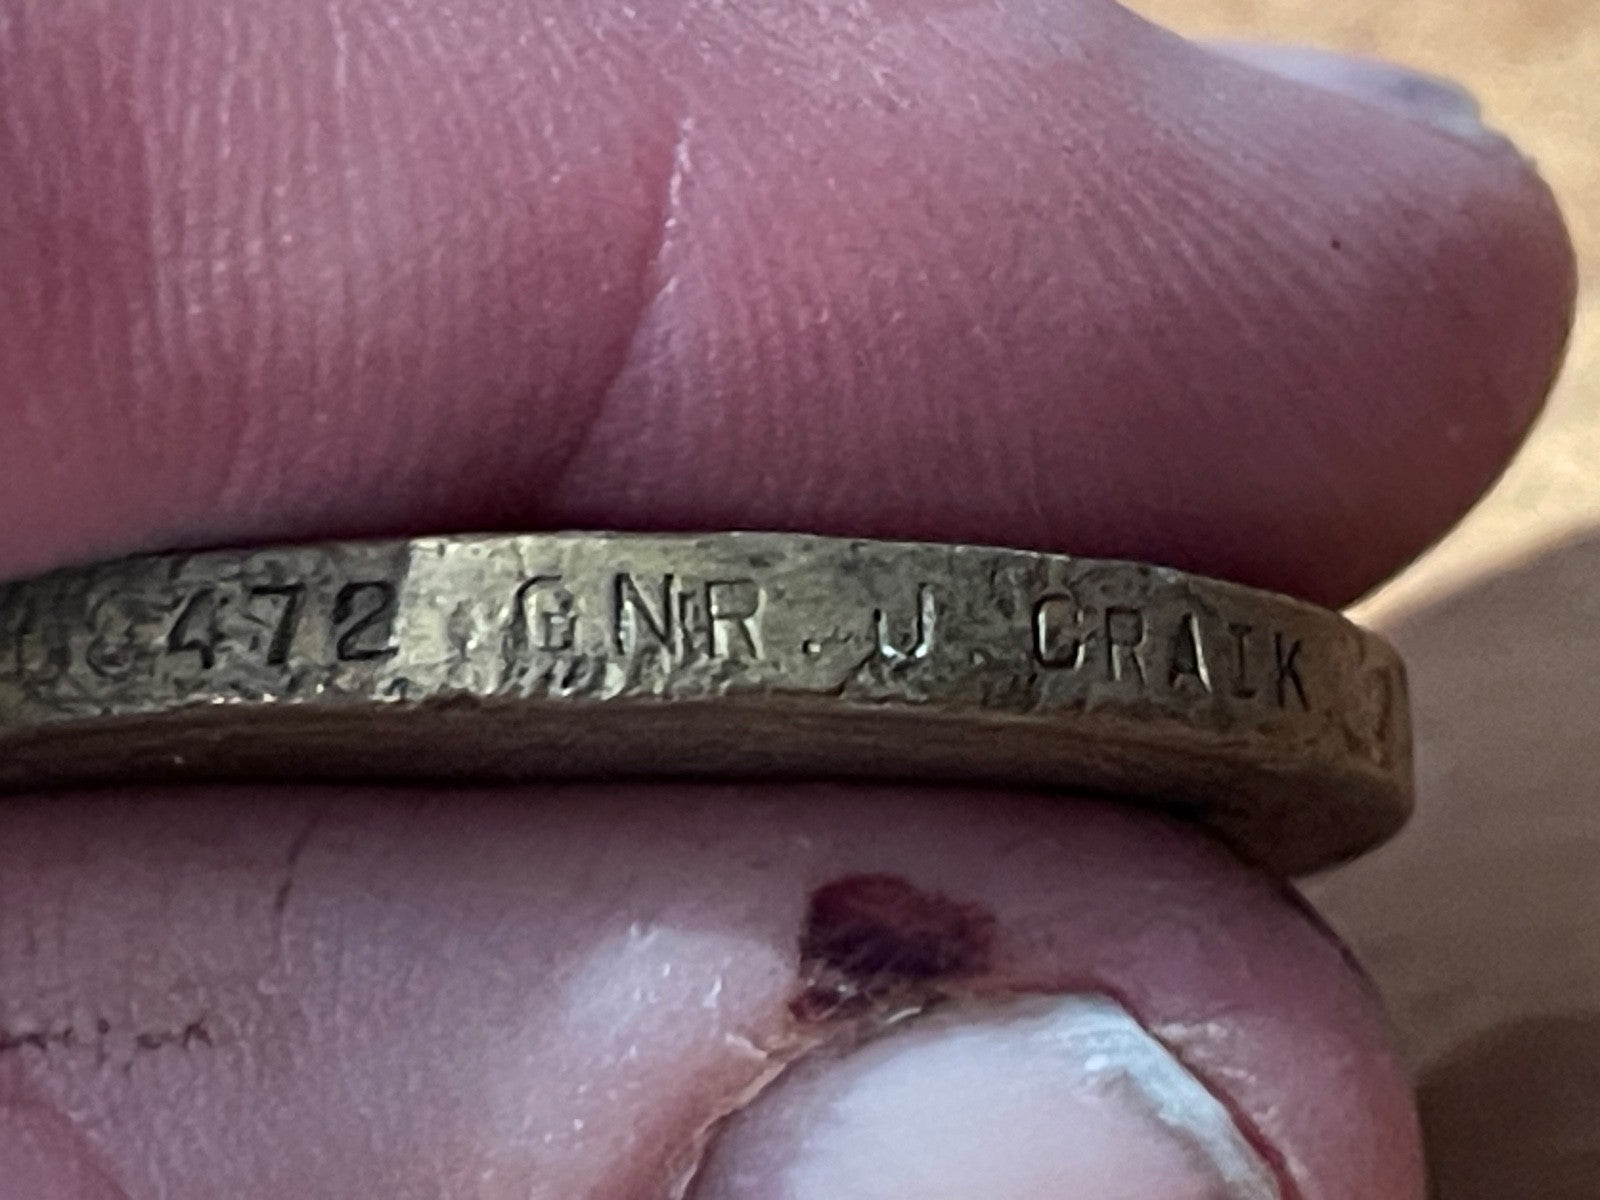 472 GNR. J. CRAIK